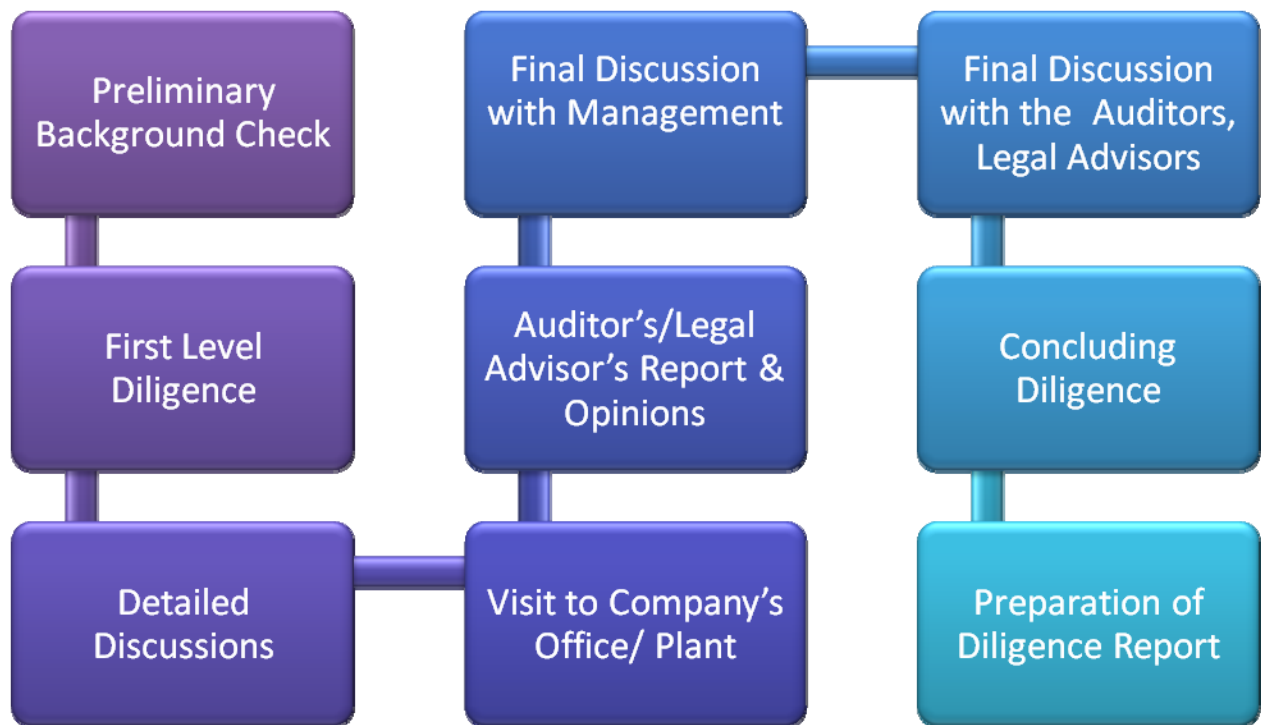 Preliminary
Background Check
First Level
Diligence
Detailed
Discussions
Visit to Company’s
Office/ Plant
Auditor’s/Legal
Advisor’s Report &
Opinions
Final Discussion
with Management
Final Discussion
with the  Auditors,
Legal Advisors
Concluding
Diligence
Preparation of
Diligence Report